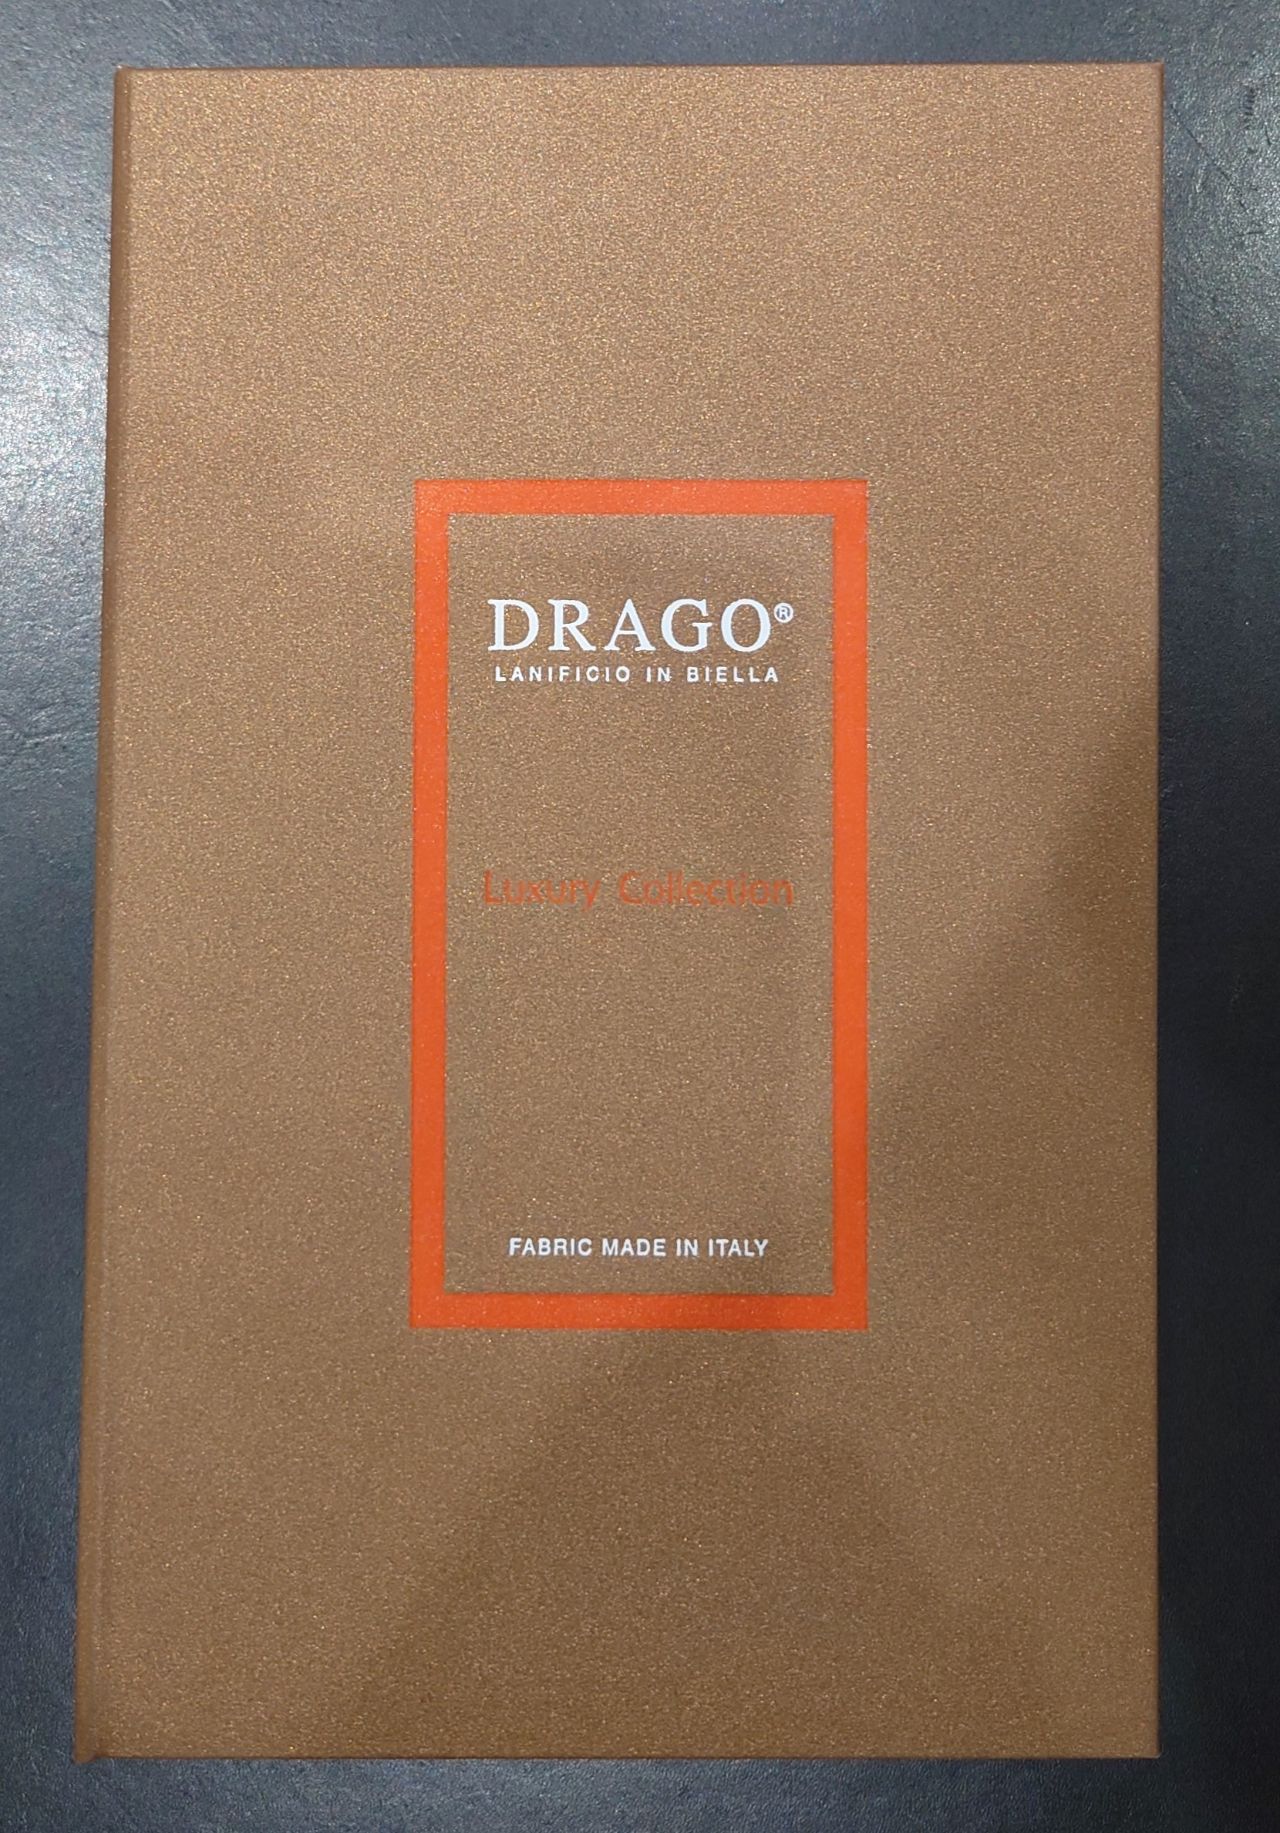 DRAGO®
LANIFICIO IN BIELLA
Luxury Collection
FABRIC MADE IN ITALY